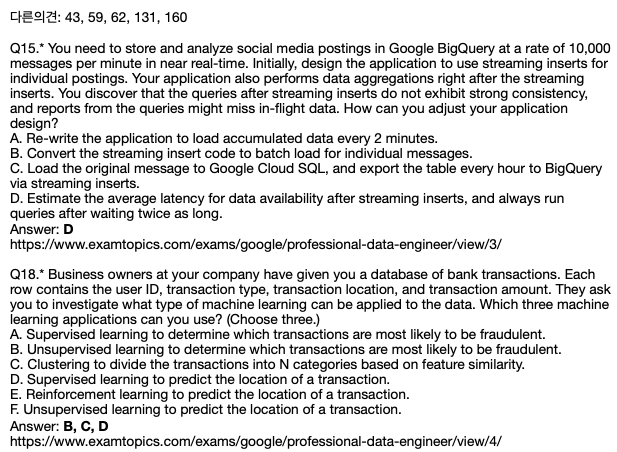 다른의견: 43, 59, 62, 131, 160
Q15.* You need to store and analyze social media postings in Google BigQuery at a rate of 10,000
messages per minute in near real-time. Initially, design the application to use streaming inserts for
individual postings. Your application also performs data aggregations right after the streaming
inserts. You discover that the queries after streaming inserts do not exhibit strong consistency,
and reports from the queries might miss in-flight data. How can you adjust your application
design?
A. Re-write the application to load accumulated data every 2 minutes.
B. Convert the streaming insert code to batch load for individual messages.
C. Load the original message to Google Cloud SQL, and export the table every hour to BigQuery
via streaming inserts.
D. Estimate the average latency for data availability after streaming inserts, and always run
queries after waiting twice as long.
Answer: D
https://www.examtopics.com/exams/google/professional-data-engineer/view/3/
Q18.* Business owners at your company have given you a database of bank transactions. Each
row contains the user ID, transaction type, transaction location, and transaction amount. They ask
you to investigate what type of machine learning can be applied to the data. Which three machine
learning applications can you use? (Choose three.)
A. Supervised learning to determine which transactions are most likely to be fraudulent.
B. Unsupervised learning to determine which transactions are most likely to be fraudulent.
C. Clustering to divide the transactions into N categories based on feature similarity.
D. Supervised learning to predict the location of a transaction.
E. Reinforcement learning to predict the location of a transaction.
F. Unsupervised learning to predict the location of a transaction.
Answer: B, C, D
https://www.examtopics.com/exams/google/professional-data-engineer/view/4/